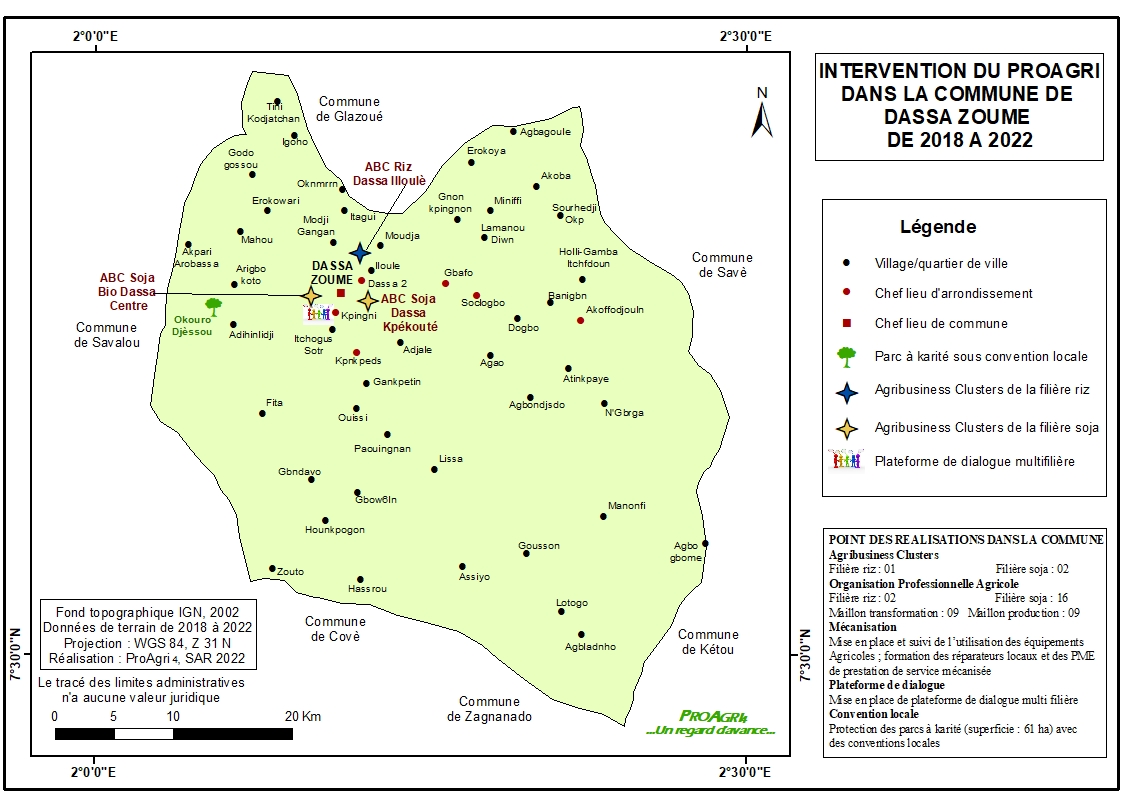 2°0'0"E
2°30'0"E
INTERVENTION DU PROAGRI
DANS LA COMMUNE DE
DASSA ZOUME
DE 2018 A 2022
N
Commune
de Glazoué
Tiffi
Kodjatchan
Igoho
Godo
gossou
Agbagoule
Erokoya
ABC Riz
Dassa Illoulè
Oknmrrn
Akoba
Erokowari
Itagui
Gnon
kpingnon
Miniffi
Sourhedji
Okp
Modji
Gangan
Mahou
Moudja
Lamanou
Diwn
Akpari
Arobassa
Holli-Gamba
Itchfdoun
Commune
de Savè
DASSA
ZOUME
Iloule
Dassa 2
Arigbo
koto
Gbafo
ABC Soja
Bio Dassa
Centre
ABC Soja
Dassa
Kpékouté
Soclogbo
Banigbn
Akoffodjouln
Okouro
Djèssou
Kpingni
Commune
de Savalou
Adihinlidji
Itchogus
Sotr
Dogbo
Adjale
Kpnkpeds
Agao
Atinkpaye
Gankpetin
Fita
Ouissi
Agbondjsdo
N'Gbrga
Paouingnan
Lissa
Gbndavo
Gbow6ln
Manonfi
Hounkpogon
Gousson
Agbo
gbome
Zouto
Hassrou
Assiyo
Lotogo
Agbladnho
Commune
de Covè
Commune
de Kétou
Commune
de Zagnanado
Fond topographique IGN, 2002
Données de terrain de 2018 à 2022
Projection : WGS 84, Z 31 N
Réalisation : ProAgri4, SAR 2022
Le tracé des limites administratives
n'a aucune valeur juridique
0 5 10 20 Km
PROAGRI4
...Un regard d'avance...
7°30'0"N
7°30'0"N
2°0'0"E
2°30'0"E
Légende
Village/quartier de ville
Chef lieu d'arrondissement
Chef lieu de commune
Parc à karité sous convention locale
Agribusiness Clusters de la filière riz
Agribusiness Clusters de la filière soja
Plateforme de dialogue multifilière
POINT DES REALISATIONS DANS LA COMMUNE
Agribusiness Clusters
Filière riz : 01 Filière soja : 02
Organisation Professionnelle Agricole
Filière riz : 02 Filière soja : 16
Maillon transformation : 09 Maillon production : 09
Mécanisation
Mise en place et suivi de l'utilisation des équipements
Agricoles ; formation des réparateurs locaux et des PME
de prestation de service mécanisée
Plateforme de dialogue
Mise en place de plateforme de dialogue multi filière
Convention locale
Protection des parcs à karité (superficie : 61 ha) avec
des conventions locales